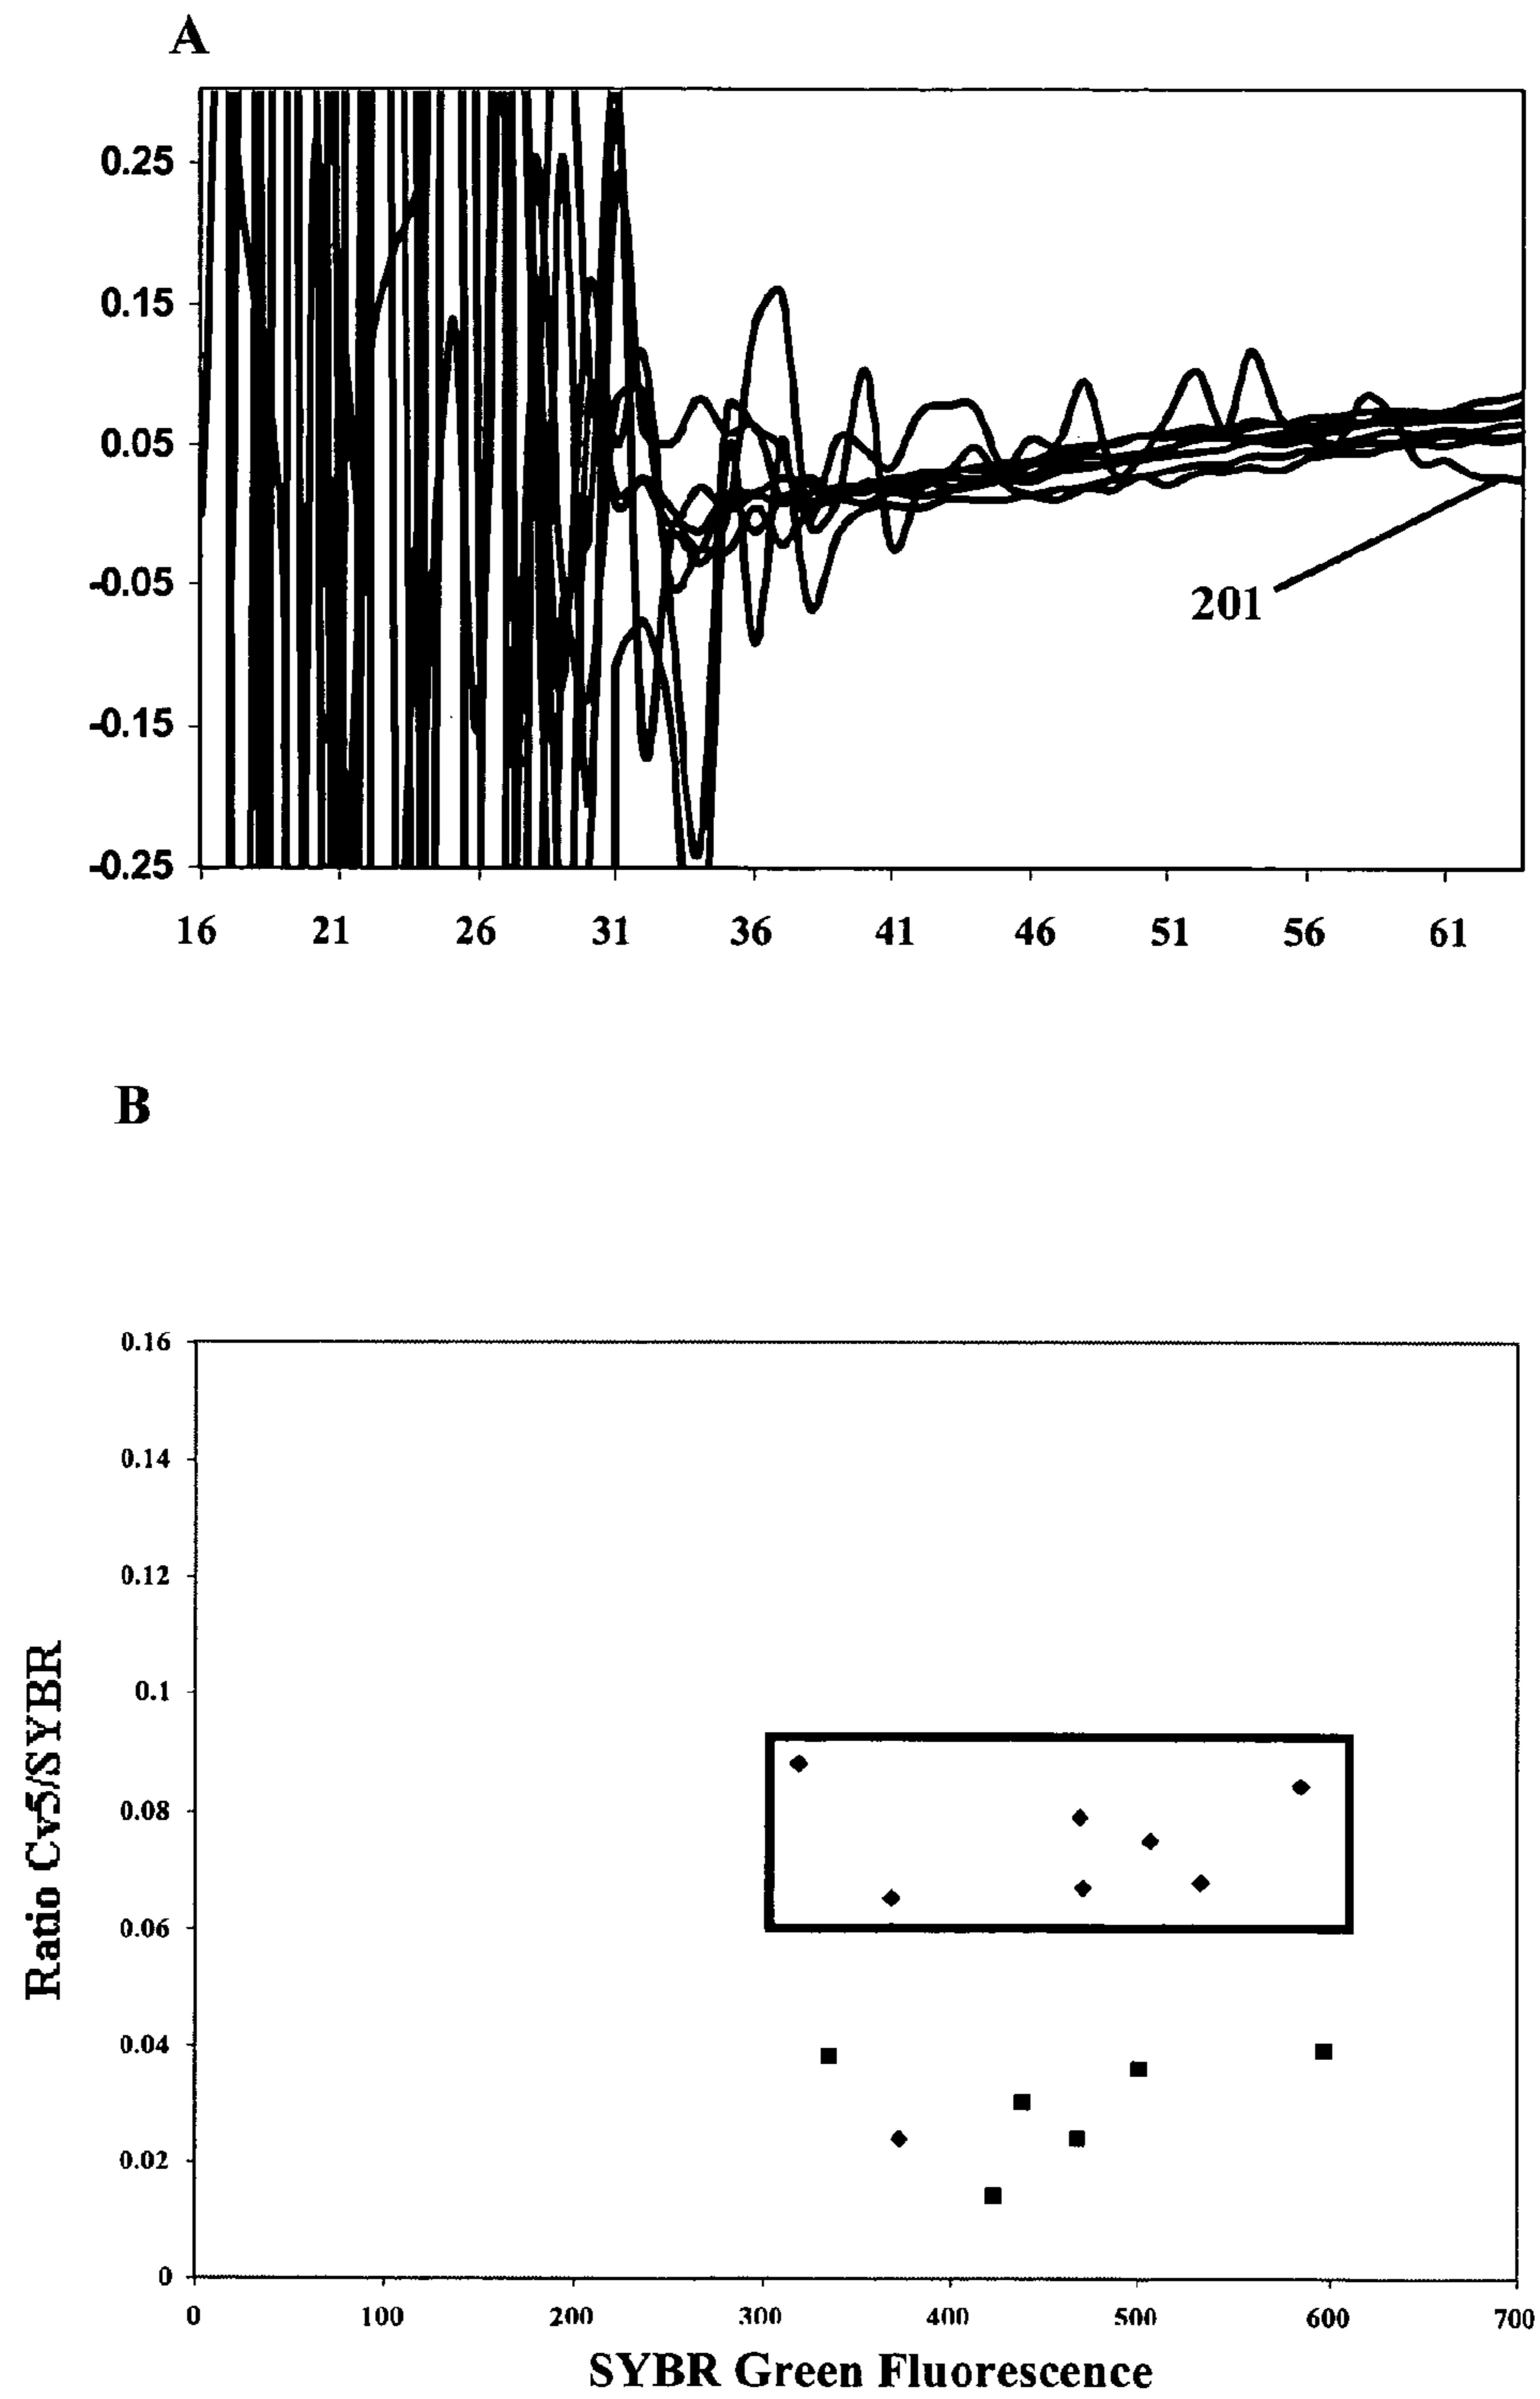 A
0.25
0.15
0.05
-0.05
-0.15
-0.25
201
16 21 26 31 36 41 46 51 56 61
B
0.16
0.14
0.12
0.1
0.08
0.06
0.04
0.02
0
Ratio Cy5/SYBR
0 100 200 300 400 500 600 700
SYBR Green Fluorescence